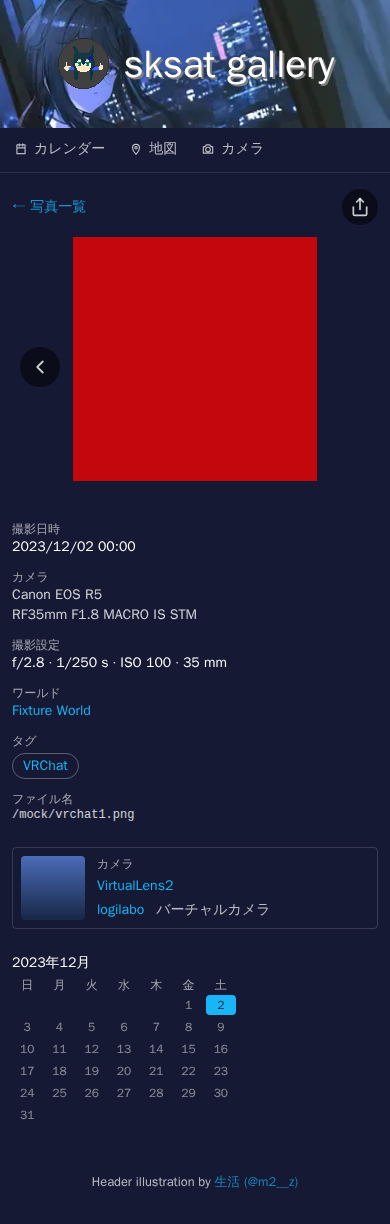 sksat gallery
カレンダー 地図 カメラ
← 写真一覧
撮影日時
2023/12/02 00:00
カメラ
Canon EOS R5
RF35mm F1.8 MACRO IS STM
撮影設定
f/2.8 · 1/250 s · ISO 100 · 35 mm
ワールド
Fixture World
タグ
VRChat
ファイル名
/mock/vrchat1.png
カメラ
VirtualLens2
logilabo バーチャルカメラ
2023年12月
日 月 火 水 木 金 土
1 2
3 4 5 6 7 8 9
10 11 12 13 14 15 16
17 18 19 20 21 22 23
24 25 26 27 28 29 30
31
Header illustration by 生活 (@m2__z)